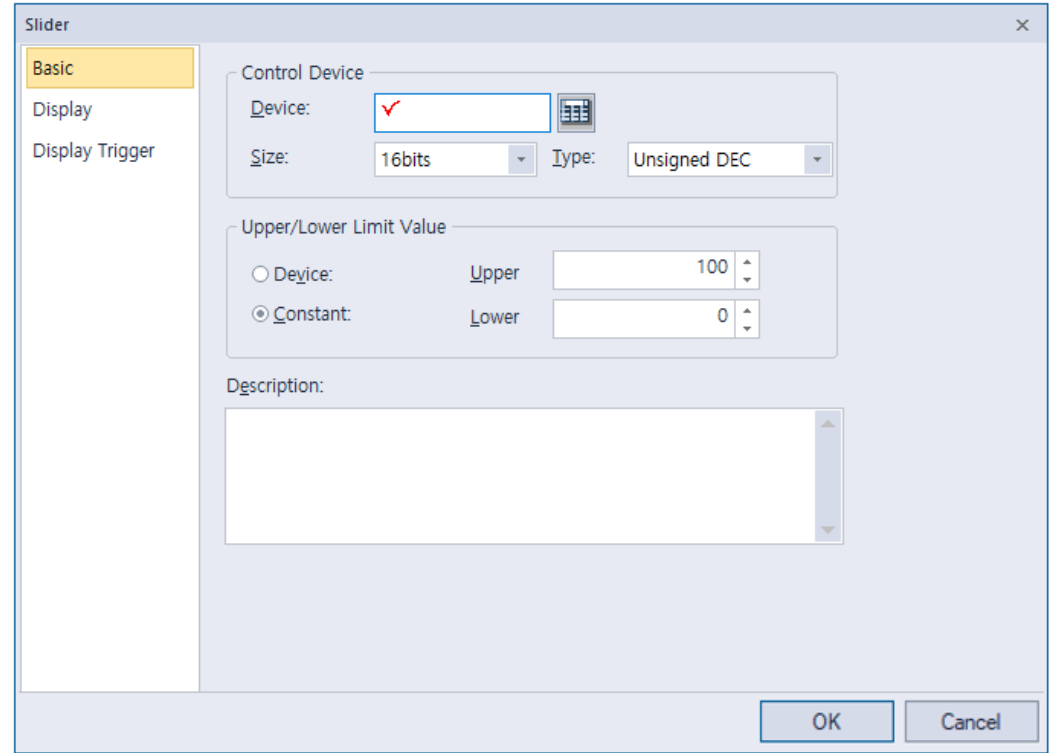 Slider
Basic
Display
Display Trigger
Control Device
Device:
Size: 16bits Type: Unsigned DEC
Upper/Lower Limit Value
Device: Upper 100
Constant: Lower 0
Description:
OK Cancel